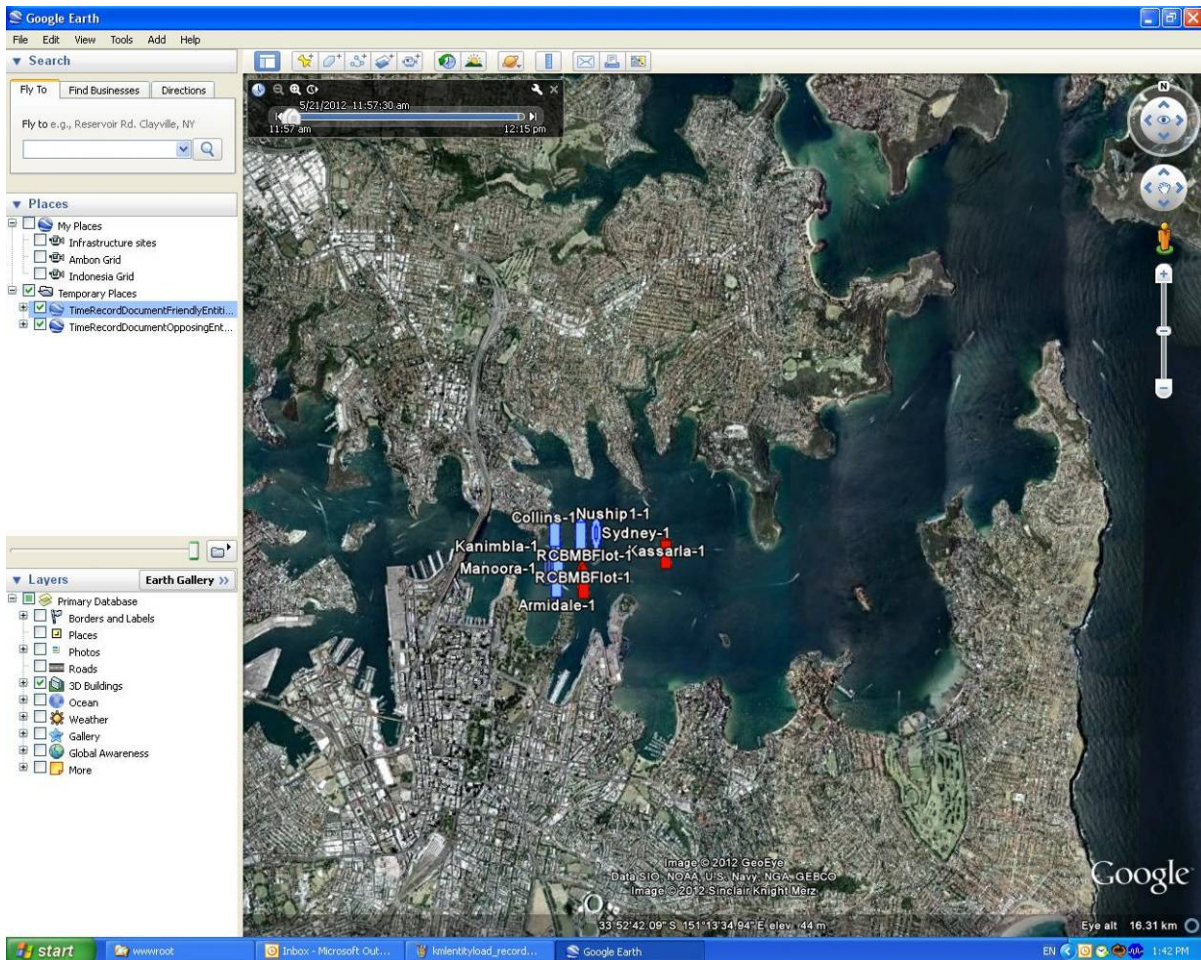 Google Earth
File Edit View Tools Add Help
Search
Fly To Find Businesses Directions
Fly to e.g., Reservoir Rd. Clayville, NY
Places
My Places
Infrastructure sites
Ambon Grid
Indonesia Grid
Temporary Places
TimeRecordDocumentFriendlyEntiti...
TimeRecordDocumentOpposingEnt...
Layers Earth Gallery >>
Primary Database
Borders and Labels
Places
Photos
Roads
3D Buildings
Ocean
Weather
Gallery
Global Awareness
More
5/21/2012 11:57:30 am
11:57 am 12:15 pm
N
Collins-1 Nuship1-1
Sydney-1
Kanimbla-1 RCBMBFlot-1 Kassarla-1
Manoora-1 RCBMBFlot-1
Armidale-1
Image © 2012 GeoEye
Data SIO, NOAA, U.S. Navy, NGA, GEBCO
Image © 2012 Sinclair Knight Merz
Google
33°52'42.09" S 151°13'34.94" E elev 44 m Eye alt 16.31 km
start wwwroot Inbox - Microsoft Out... kmlentityload_record... Google Earth EN 1:42 PM